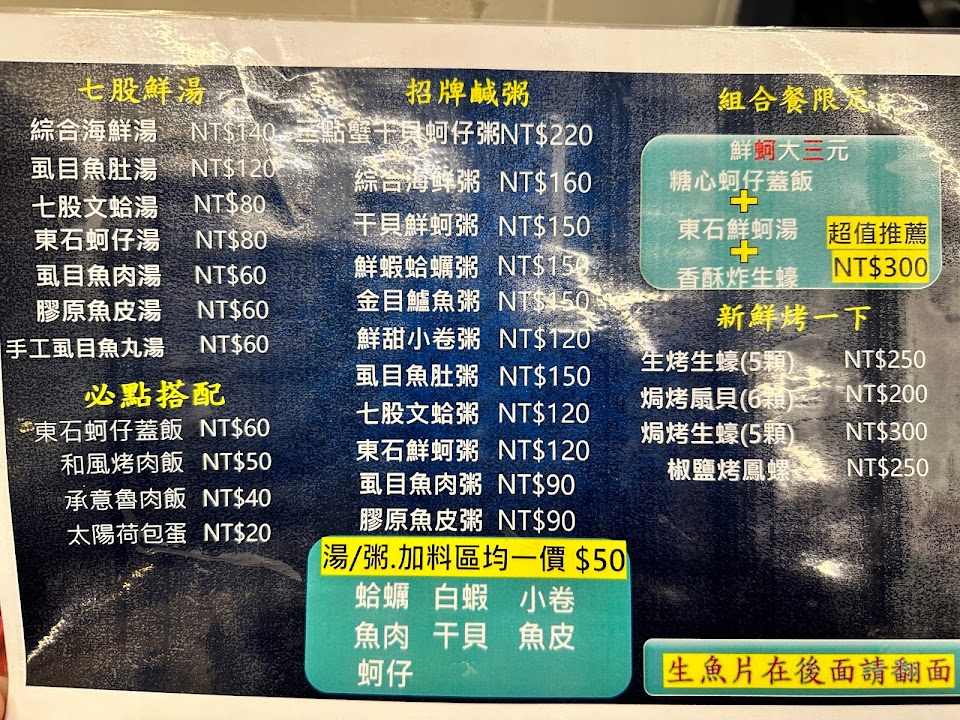 七股鮮湯
綜合海鮮湯 NT$140
虱目魚肚湯 NT$120
七股文蛤湯 NT$80
東石蚵仔湯 NT$80
虱目魚肉湯 NT$60
膠原魚皮湯 NT$60
手工虱目魚丸湯 NT$60
必點搭配
東石蚵仔蓋飯 NT$60
和風烤肉飯 NT$50
承意魯肉飯 NT$40
太陽荷包蛋 NT$20
招牌鹹粥
三點蟹干貝蚵仔粥NT$220
綜合海鮮粥 NT$160
干貝鮮蚵粥 NT$150
鮮蝦蛤蠣粥 NT$150
金目鱸魚粥 NT$150
鮮甜小卷粥 NT$120
虱目魚肚粥 NT$150
七股文蛤粥 NT$120
東石鮮蚵粥 NT$120
虱目魚肉粥 NT$90
膠原魚皮粥 NT$90
湯/粥.加料區均一價 $50
蛤蠣 白蝦 小卷
魚肉 干貝 魚皮
蚵仔
組合餐限定
鮮蚵大三元
糖心蚵仔蓋飯
+
東石鮮蚵湯
+
香酥炸生蠔
超值推薦
NT$300
新鮮烤一下
生烤生蠔(5顆) NT$250
焗烤扇貝(6顆) NT$200
焗烤生蠔(5顆) NT$300
椒鹽烤鳳螺 NT$250
生魚片在後面請翻面